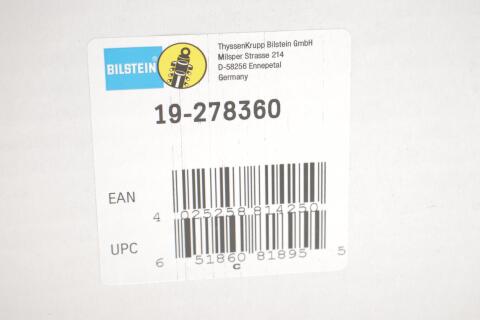 BILSTEIN
ThyssenKrupp Bilstein GmbH
Milsper Strasse 214
D-58256 Ennepetal
Germany
19-278360
EAN
4 025258 814250
UPC
6 51860 81895 5
c